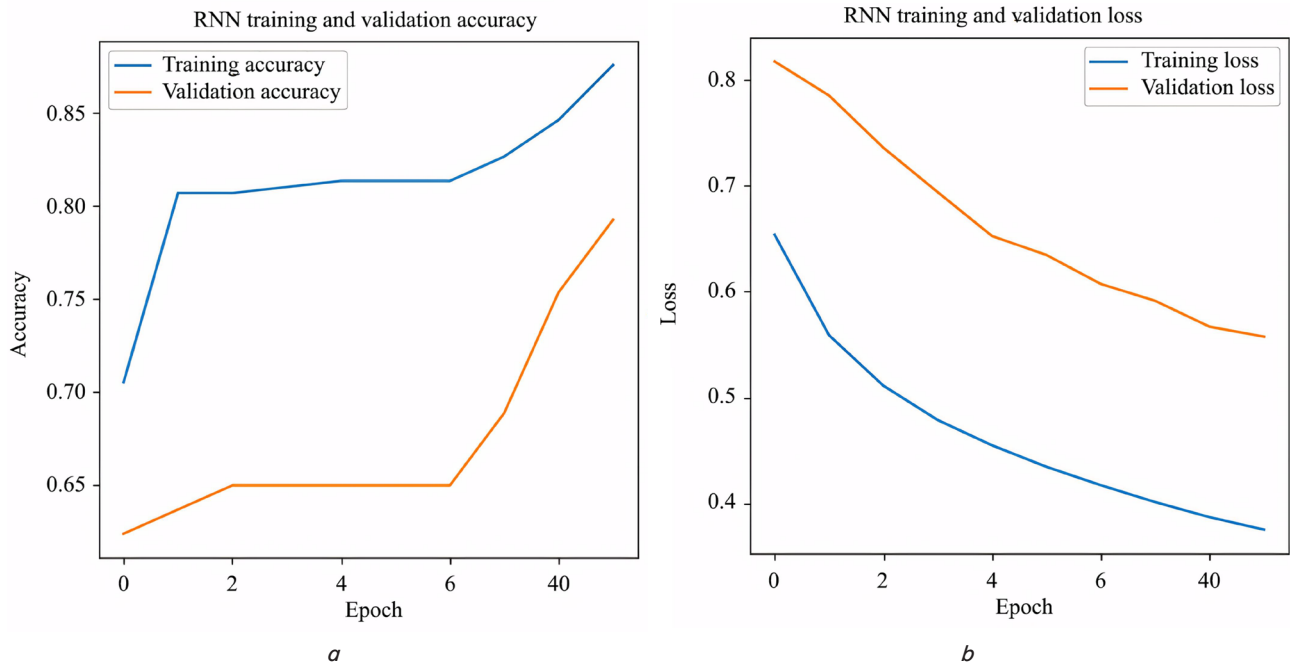 RNN training and validation accuracy
Training accuracy
Validation accuracy
0.85
0.80
0.75
0.70
0.65
Accuracy
0 2 4 6 40
Epoch
a
RNN training and validation loss
Training loss
Validation loss
0.8
0.7
0.6
0.5
0.4
Loss
0 2 4 6 40
Epoch
b